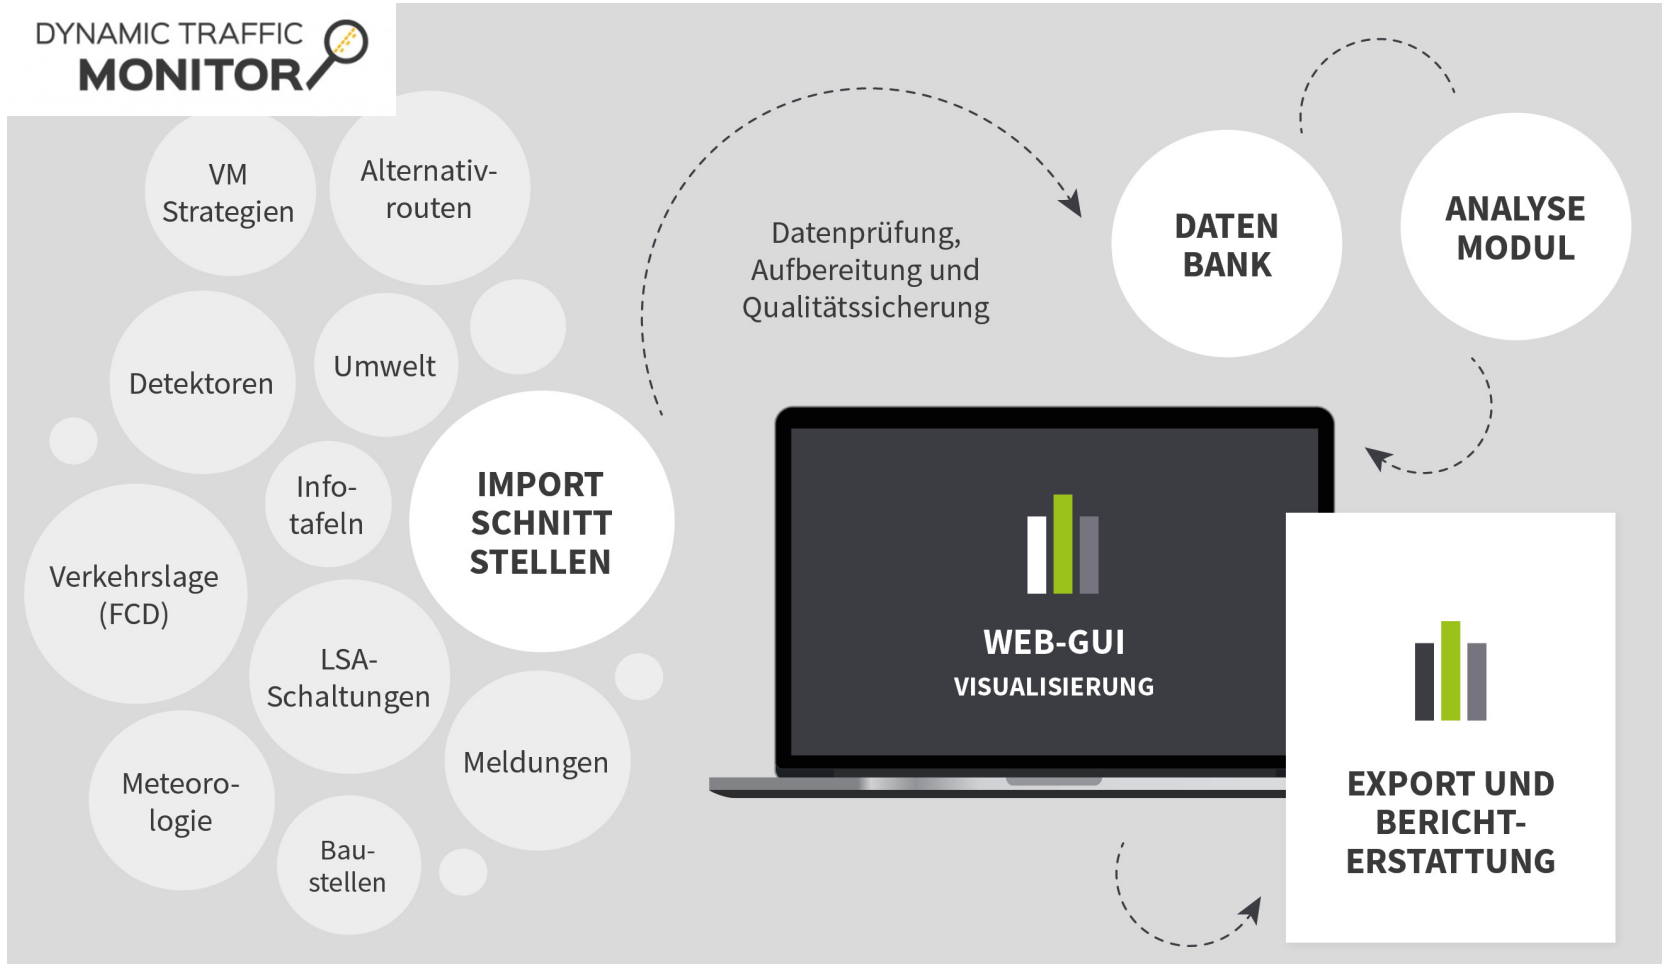 DYNAMIC TRAFFIC
MONITOR
VM
Strategien
Alternativ-
routen
Detektoren
Umwelt
Info-
tafeln
Verkehrslage
(FCD)
LSA-
Schaltungen
Meteoro-
logie
Bau-
stellen
Meldungen
IMPORT
SCHNITT
STELLEN
Datenprüfung,
Aufbereitung und
Qualitätssicherung
DATEN
BANK
ANALYSE
MODUL
WEB-GUI
VISUALISIERUNG
EXPORT UND
BERICHT-
ERSTATTUNG